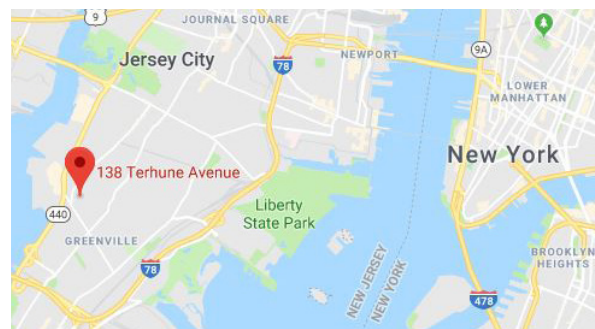 9
JOURNAL SQUARE
Jersey City
78
NEWPORT
9A
LOWER
MANHATTAN
New York
138 Terhune Avenue
440
Liberty
State Park
GREENVILLE
78
NEW JERSEY
NEW YORK
478
BROOKLYN
HEIGHTS